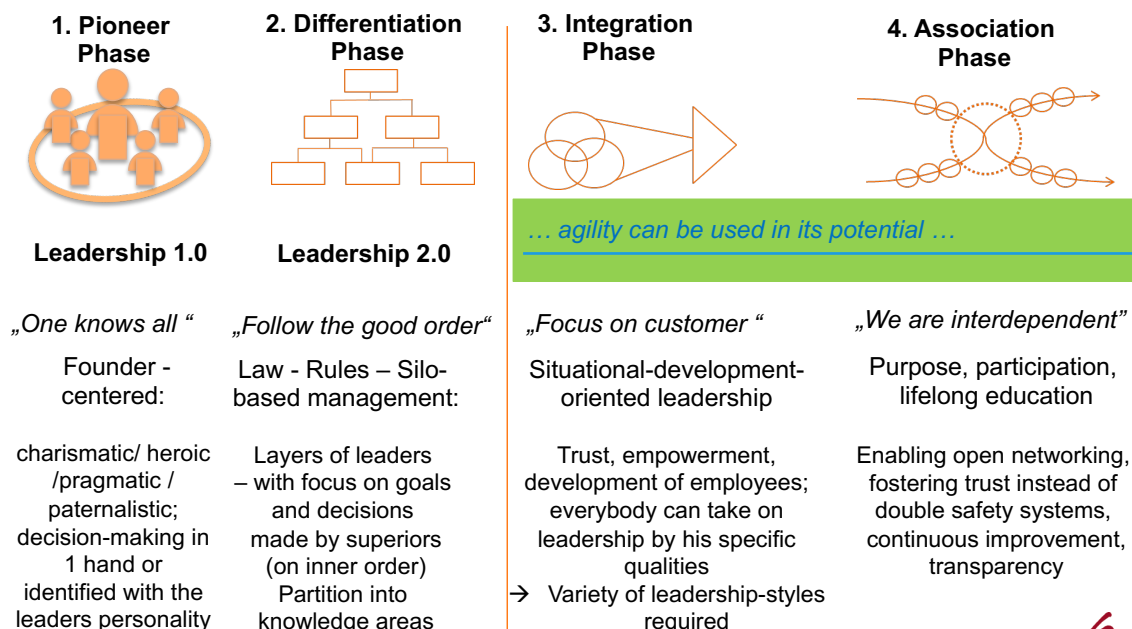 1. Pioneer
Phase
2. Differentiation
Phase
3. Integration
Phase
4. Association
Phase
… agility can be used in its potential …
Leadership 1.0
Leadership 2.0
„One knows all “
Founder -
centered:
charismatic/ heroic
/pragmatic /
paternalistic;
decision-making in
1 hand or
identified with the
leaders personality
„Follow the good order“
Law - Rules – Silo-
based management:
Layers of leaders
– with focus on goals
and decisions
made by superiors
(on inner order)
Partition into
knowledge areas
„Focus on customer “
Situational-development-
oriented leadership
Trust, empowerment,
development of employees;
everybody can take on
leadership by his specific
qualities
→ Variety of leadership-styles
required
„We are interdependent”
Purpose, participation,
lifelong education
Enabling open networking,
fostering trust instead of
double safety systems,
continuous improvement,
transparency